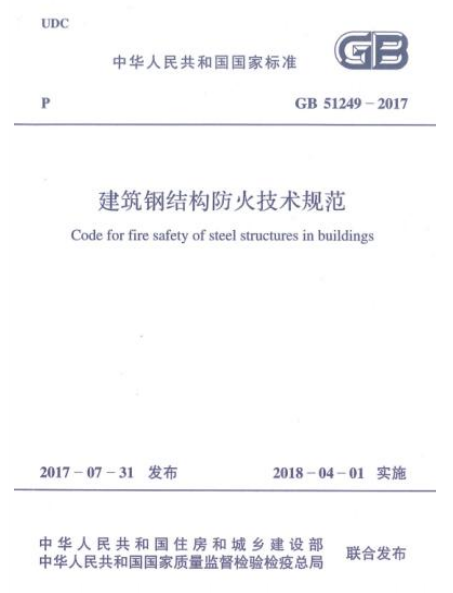 UDC
中华人民共和国国家标准
GB
P
GB 51249-2017
建筑钢结构防火技术规范
Code for fire safety of steel structures in buildings
2017-07-31 发布
2018-04-01 实施
中华人民共和国住房和城乡建设部
中华人民共和国国家质量监督检验检疫总局
联合发布